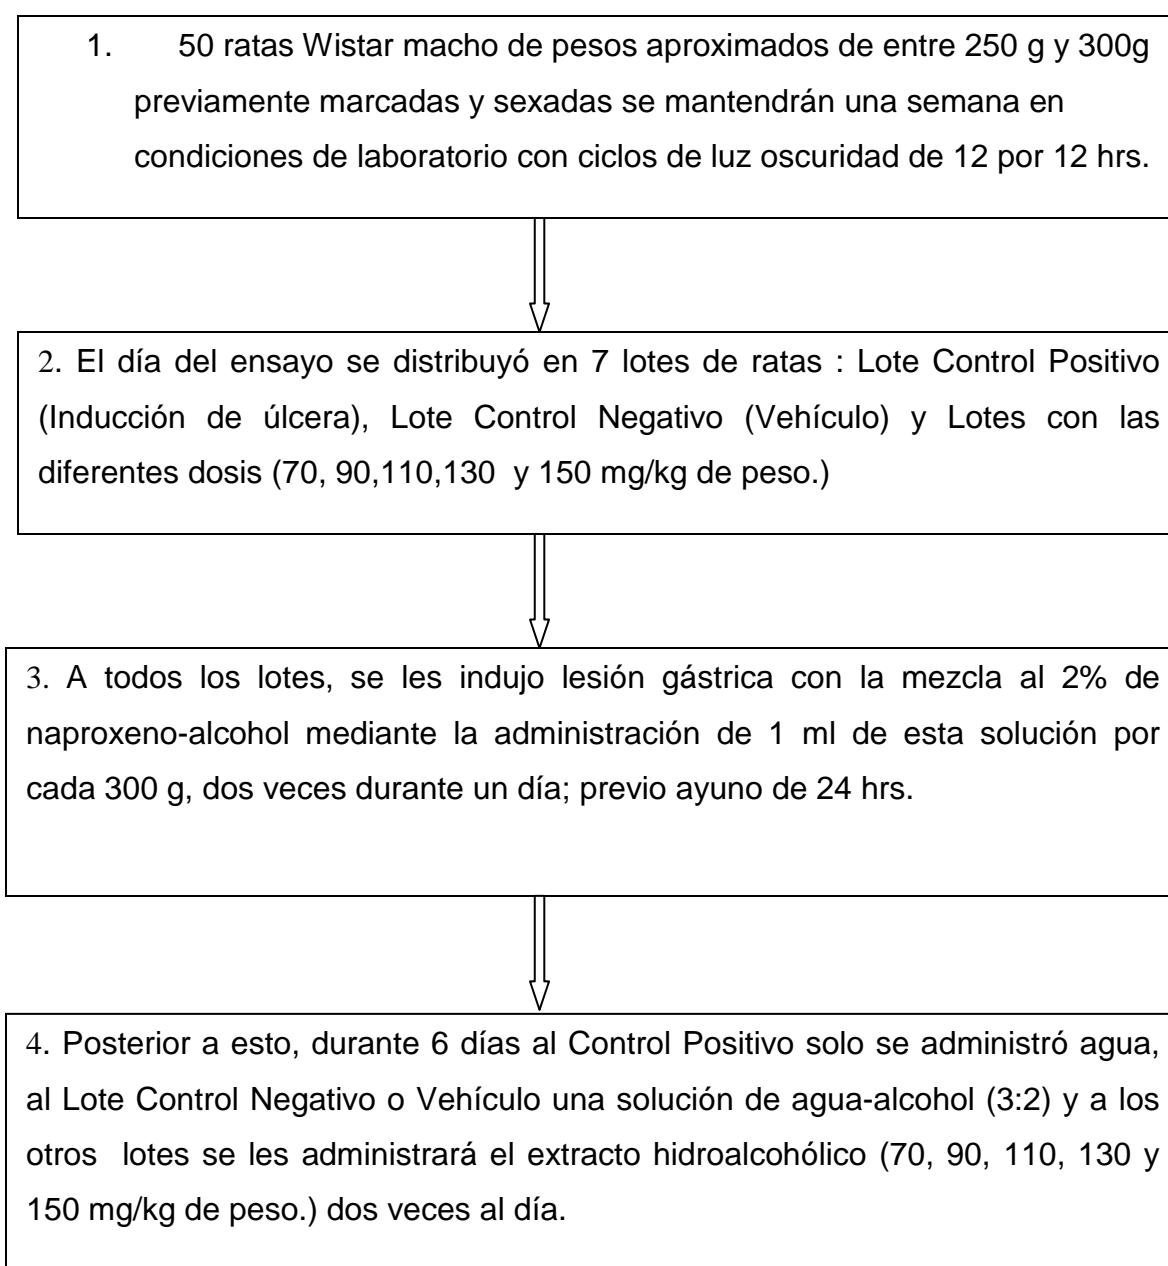 1. 50 ratas Wistar macho de pesos aproximados de entre 250 g y 300g
previamente marcadas y sexadas se mantendrán una semana en
condiciones de laboratorio con ciclos de luz oscuridad de 12 por 12 hrs.
2. El día del ensayo se distribuyó en 7 lotes de ratas : Lote Control Positivo
(Inducción de úlcera), Lote Control Negativo (Vehículo) y Lotes con las
diferentes dosis (70, 90,110,130 y 150 mg/kg de peso.)
3. A todos los lotes, se les indujo lesión gástrica con la mezcla al 2% de
naproxeno-alcohol mediante la administración de 1 ml de esta solución por
cada 300 g, dos veces durante un día; previo ayuno de 24 hrs.
4. Posterior a esto, durante 6 días al Control Positivo solo se administró agua,
al Lote Control Negativo o Vehículo una solución de agua-alcohol (3:2) y a los
otros lotes se les administrará el extracto hidroalcohólico (70, 90, 110, 130 y
150 mg/kg de peso.) dos veces al día.